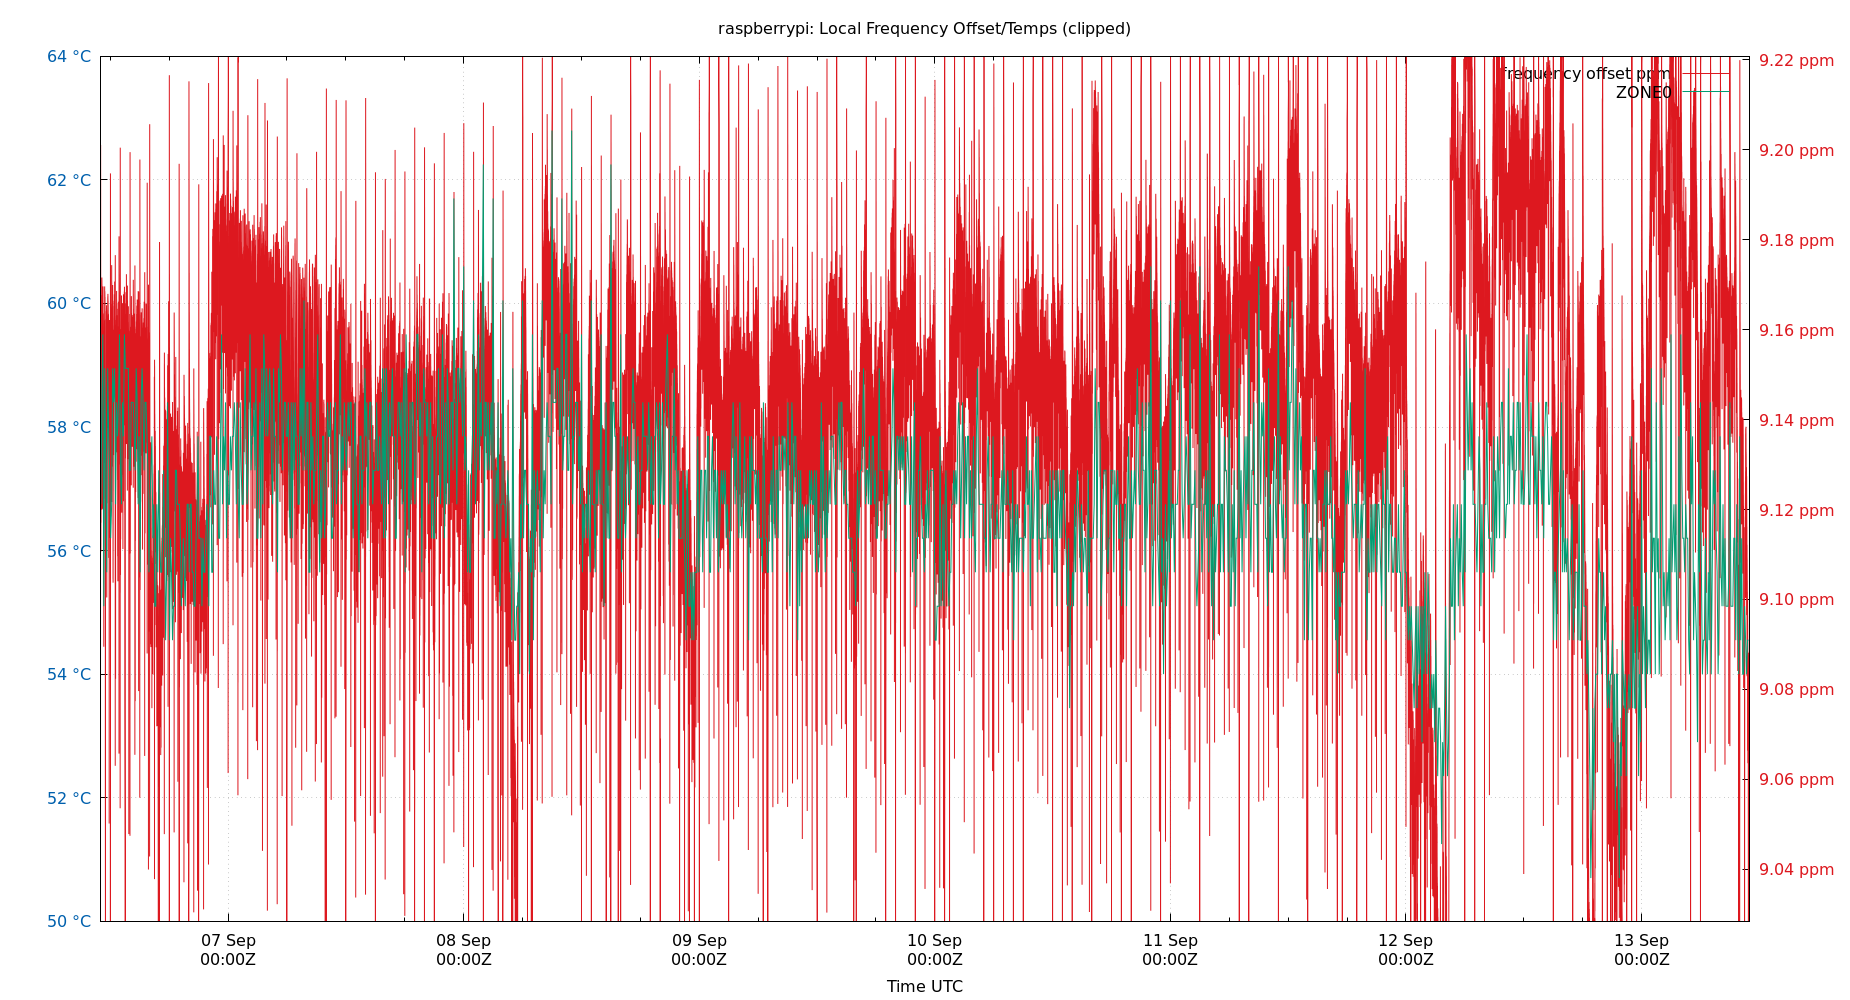 raspberrypi: Local Frequency Offset/Temps (clipped)
64 °C
62 °C
60 °C
58 °C
56 °C
54 °C
52 °C
50 °C
9.22 ppm
9.20 ppm
9.18 ppm
9.16 ppm
9.14 ppm
9.12 ppm
9.10 ppm
9.08 ppm
9.06 ppm
9.04 ppm
frequency offset ppm
ZONE0
07 Sep
00:00Z
08 Sep
00:00Z
09 Sep
00:00Z
10 Sep
00:00Z
11 Sep
00:00Z
12 Sep
00:00Z
13 Sep
00:00Z
Time UTC